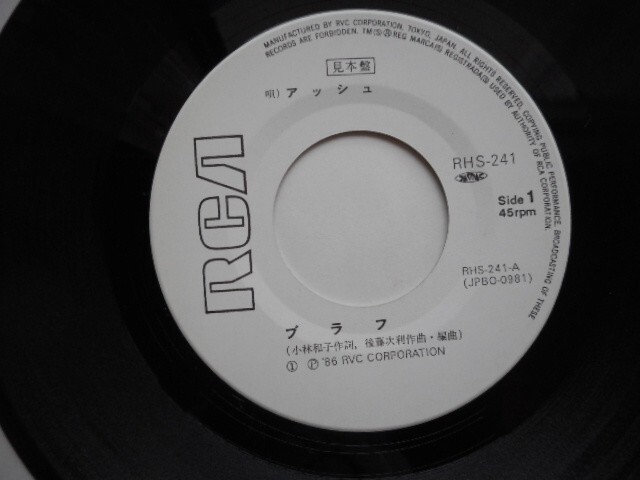 MANUFACTURED BY RVC CORPORATION, TOKYO, JAPAN. ALL RIGHTS RESERVED. COPYING PUBLIC PERFORMANCE. BROADCASTING OF THESE
RECORDS ARE FORBIDDEN. TM(S)-Ⓡ REG MARCA(S) REGISTRADA(S) USED BY AUTHORITY OF RCA CORPORATION.
見本盤
唄)アッシュ
RCA
RHS-241
Side 1
45rpm
RHS-241-A
(JPBO-0981)
ブラフ
(小林和子作詞, 後藤次利作曲・編曲)
① Ⓟ '86 RVC CORPORATION